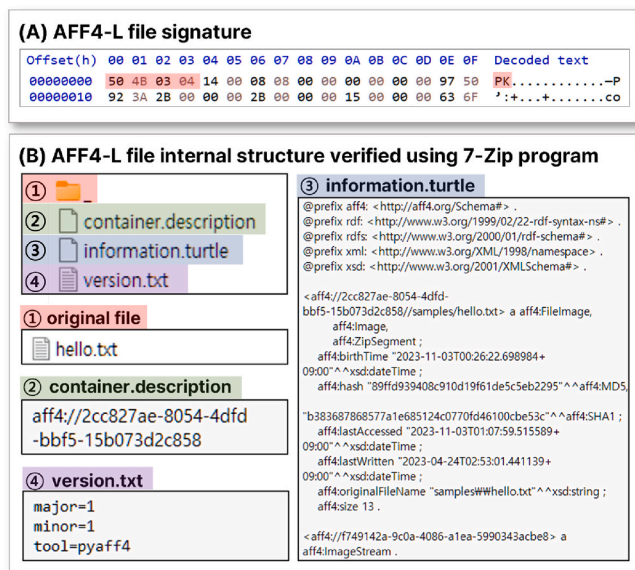 (A) AFF4-L file signature
Offset(h) 00 01 02 03 04 05 06 07 08 09 0A 0B 0C 0D 0E 0F Decoded text
00000000 50 4B 03 04 14 00 08 08 00 00 00 00 00 00 97 50 PK............—P
00000010 92 3A 2B 00 00 00 2B 00 00 00 15 00 00 00 63 6F ’:+...+.......co
(B) AFF4-L file internal structure verified using 7-Zip program
① _
② container.description
③ information.turtle
④ version.txt
① original file
hello.txt
② container.description
aff4://2cc827ae-8054-4dfd
-bbf5-15b073d2c858
④ version.txt
major=1
minor=1
tool=pyaff4
③ information.turtle
@prefix aff4: <http://aff4.org/Schema#> .
@prefix rdf: <http://www.w3.org/1999/02/22-rdf-syntax-ns#> .
@prefix rdfs: <http://www.w3.org/2000/01/rdf-schema#> .
@prefix xml: <http://www.w3.org/XML/1998/namespace> .
@prefix xsd: <http://www.w3.org/2001/XMLSchema#> .
<aff4://2cc827ae-8054-4dfd-
bbf5-15b073d2c858//samples/hello.txt> a aff4:FileImage,
aff4:Image,
aff4:ZipSegment ;
aff4:birthTime "2023-11-03T00:26:22.698984+
09:00"^^xsd:dateTime ;
aff4:hash "89ffd939408c910d19f61de5c5eb2295"^^aff4:MD5,
"b383687868577a1e685124c0770fd46100cbe53c"^^aff4:SHA1 ;
aff4:lastAccessed "2023-11-03T01:07:59.515589+
09:00"^^xsd:dateTime ;
aff4:lastWritten "2023-04-24T02:53:01.441139+
09:00"^^xsd:dateTime ;
aff4:originalFileName "samples₩₩hello.txt"^^xsd:string ;
aff4:size 13 .
<aff4://f749142a-9c0a-4086-a1ea-5990343acbe8> a
aff4:ImageStream .